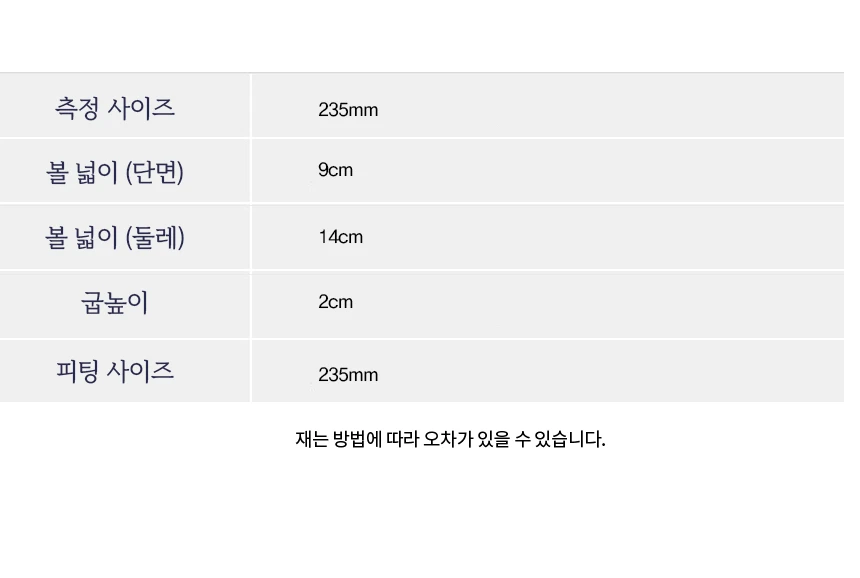 측정 사이즈 235mm
볼 넓이 (단면) 9cm
볼 넓이 (둘레) 14cm
굽높이 2cm
피팅 사이즈 235mm
재는 방법에 따라 오차가 있을 수 있습니다.